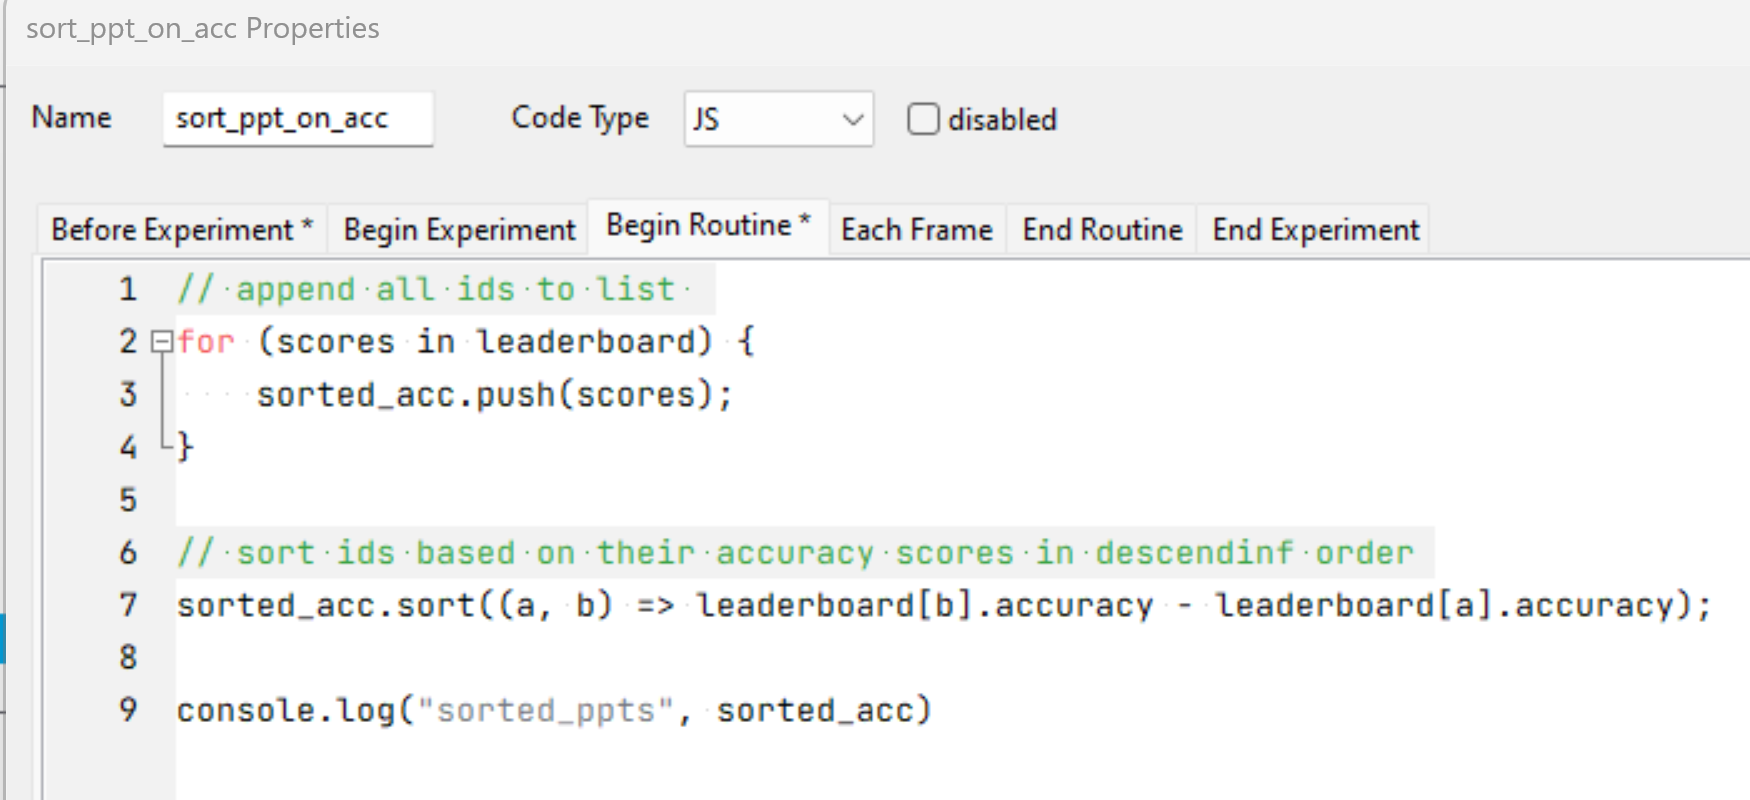 sort_ppt_on_acc Properties
Name sort_ppt_on_acc Code Type JS disabled
Before Experiment * Begin Experiment Begin Routine * Each Frame End Routine End Experiment
1 // append all ids to list
2 for (scores in leaderboard) {
3 sorted_acc.push(scores);
4 }
5
6 // sort ids based on their accuracy scores in descendinf order
7 sorted_acc.sort((a, b) => leaderboard[b].accuracy - leaderboard[a].accuracy);
8
9 console.log("sorted_ppts", sorted_acc)